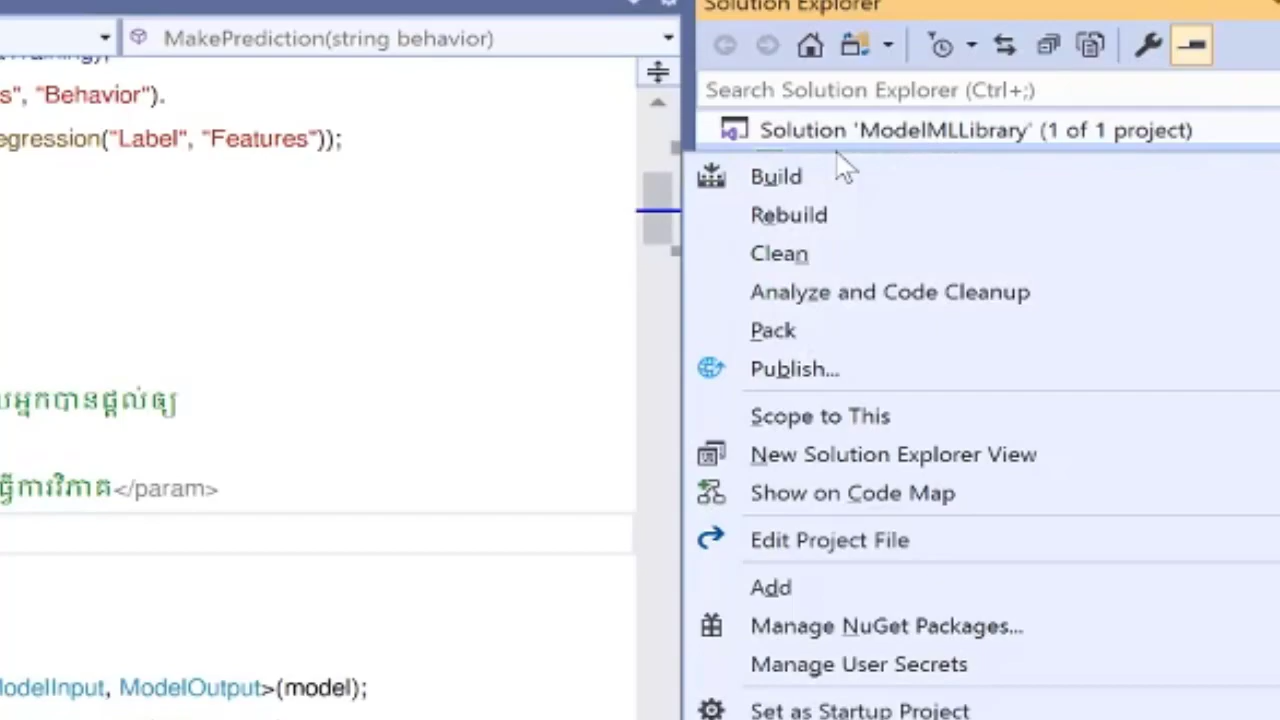 Solution Explorer
MakePrediction(string behavior)
s", "Behavior").
egression("Label", "Features"));
អ្នកបានផ្តល់ឲ្យ
ធ្វើការវិភាគ</param>
odelInput, ModelOutput>(model);
Search Solution Explorer (Ctrl+;)
Solution 'ModelMLLibrary' (1 of 1 project)
Build
Rebuild
Clean
Analyze and Code Cleanup
Pack
Publish...
Scope to This
New Solution Explorer View
Show on Code Map
Edit Project File
Add
Manage NuGet Packages...
Manage User Secrets
Set as Startup Project